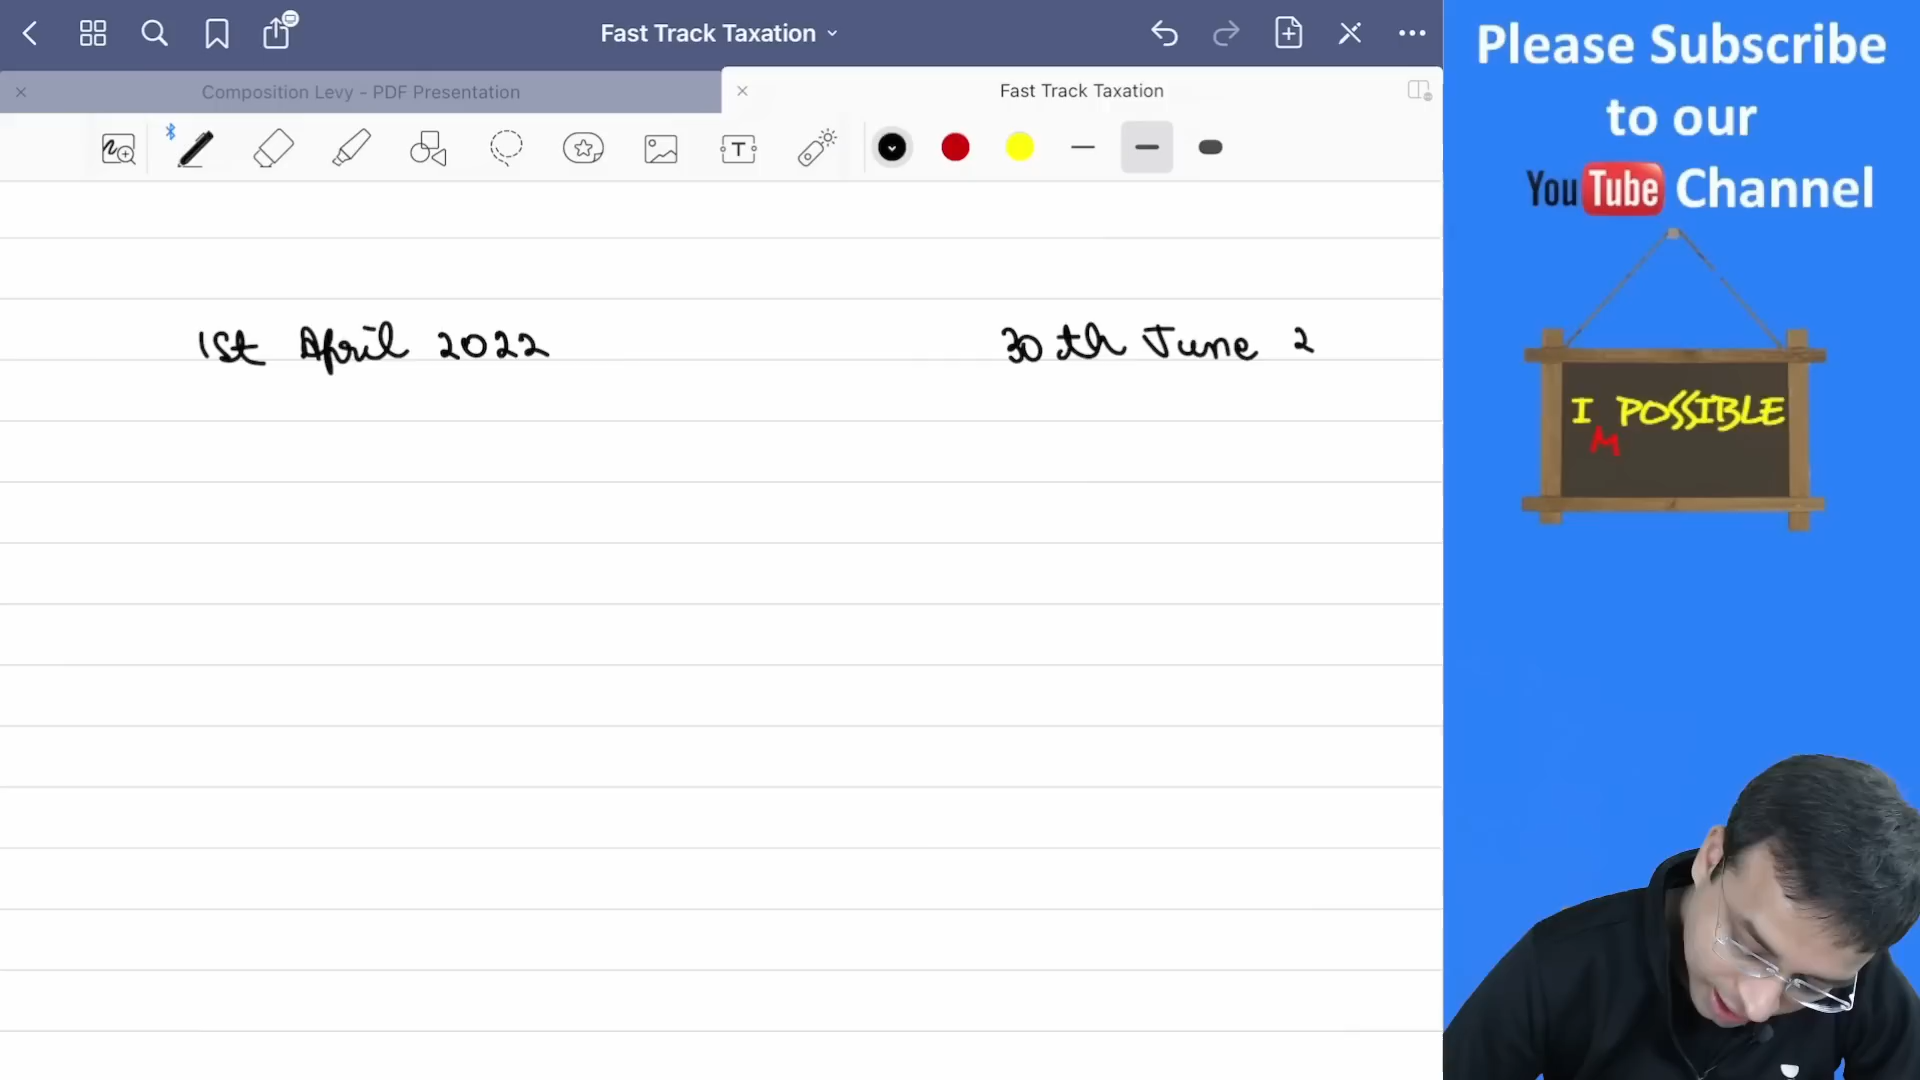 Fast Track Taxation
Composition Levy - PDF Presentation
Fast Track Taxation
T
1st April 2022
30th June 2
Please Subscribe
to our
YouTube Channel
I POSSIBLE
M